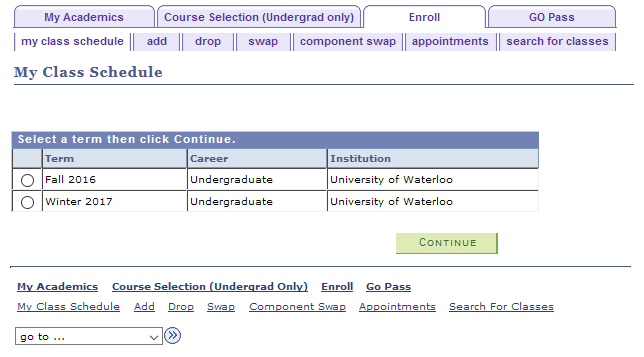 My Academics Course Selection (Undergrad only) Enroll GO Pass
my class schedule add drop swap component swap appointments search for classes
My Class Schedule
Select a term then click Continue.
Term Career Institution
Fall 2016 Undergraduate University of Waterloo
Winter 2017 Undergraduate University of Waterloo
CONTINUE
My Academics Course Selection (Undergrad Only) Enroll Go Pass
My Class Schedule Add Drop Swap Component Swap Appointments Search For Classes
go to ...